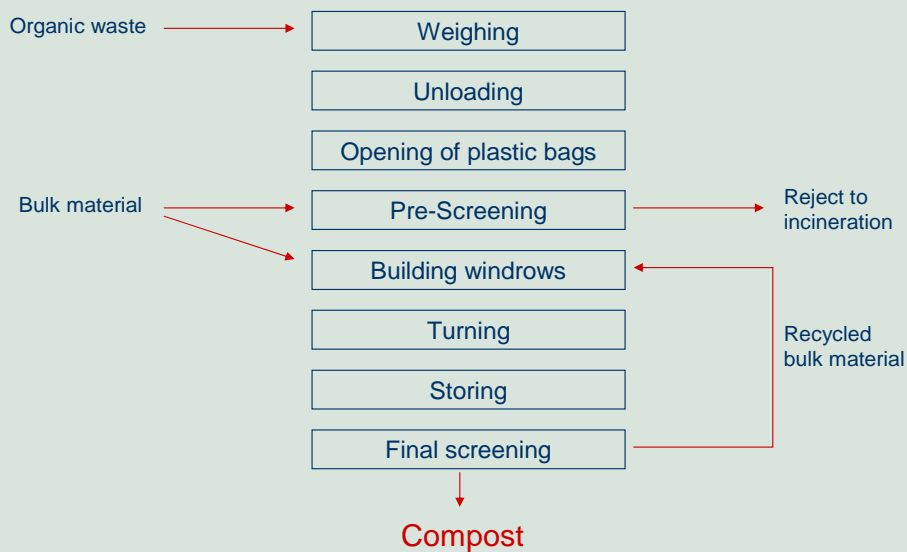 Organic waste
Weighing
Unloading
Opening of plastic bags
Bulk material
Pre-Screening
Reject to
incineration
Building windrows
Turning
Recycled
bulk material
Storing
Final screening
Compost